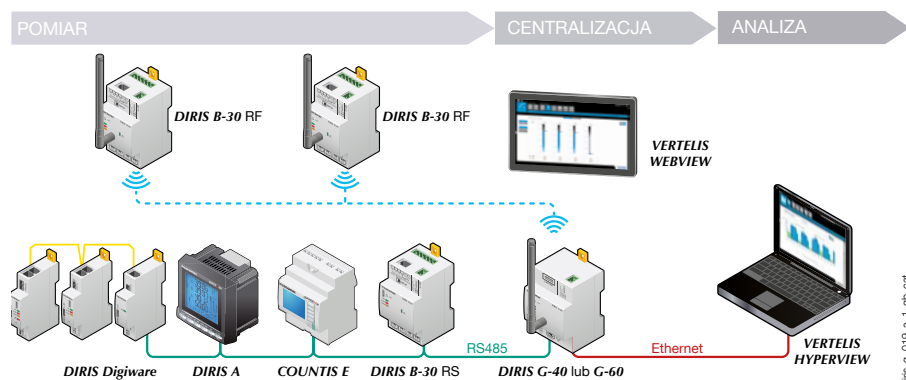 POMIAR
CENTRALIZACJA
ANALIZA
DIRIS B-30 RF
DIRIS B-30 RF
VERTELIS
WEBVIEW
RS485
Ethernet
DIRIS Digiware
DIRIS A
COUNTIS E
DIRIS B-30 RS
DIRIS G-40 lub G-60
VERTELIS
HYPERVIEW